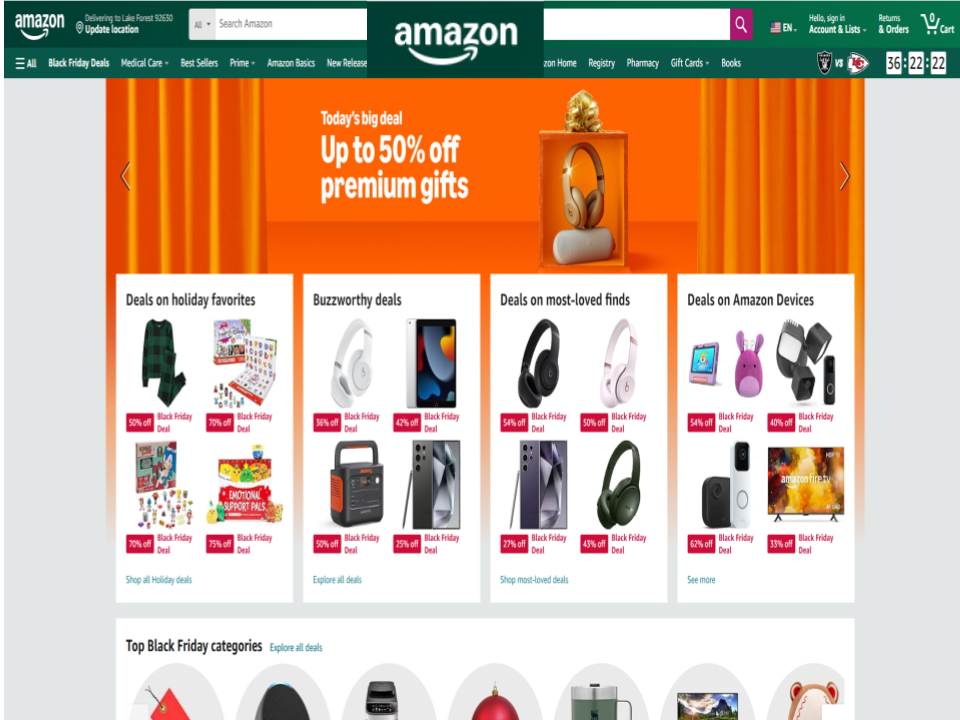 amazon
Delivering to Lake Forest 92630
Update location
All
Search Amazon
amazon
EN
Hello, sign in
Account & Lists
Returns
& Orders
0
Cart
All
Black Friday Deals
Medical Care
Best Sellers
Prime
Amazon Basics
New Release
zon Home
Registry
Pharmacy
Gift Cards
Books
VS
36:22:22
Today's big deal
Up to 50% off
premium gifts
Deals on holiday favorites
50% off
Black Friday
Deal
70% off
Black Friday
Deal
EMOTIONAL
SUPPORT PALS
70% off
Black Friday
Deal
75% off
Black Friday
Deal
Shop all Holiday deals
Buzzworthy deals
36% off
Black Friday
Deal
42% off
Black Friday
Deal
50% off
Black Friday
Deal
25% off
Black Friday
Deal
Explore all deals
Deals on most-loved finds
54% off
Black Friday
Deal
50% off
Black Friday
Deal
27% off
Black Friday
Deal
43% off
Black Friday
Deal
Shop most-loved deals
Deals on Amazon Devices
54% off
Black Friday
Deal
40% off
Black Friday
Deal
amazon fire tv
62% off
Black Friday
Deal
33% off
Black Friday
Deal
See more
Top Black Friday categories
Explore all deals